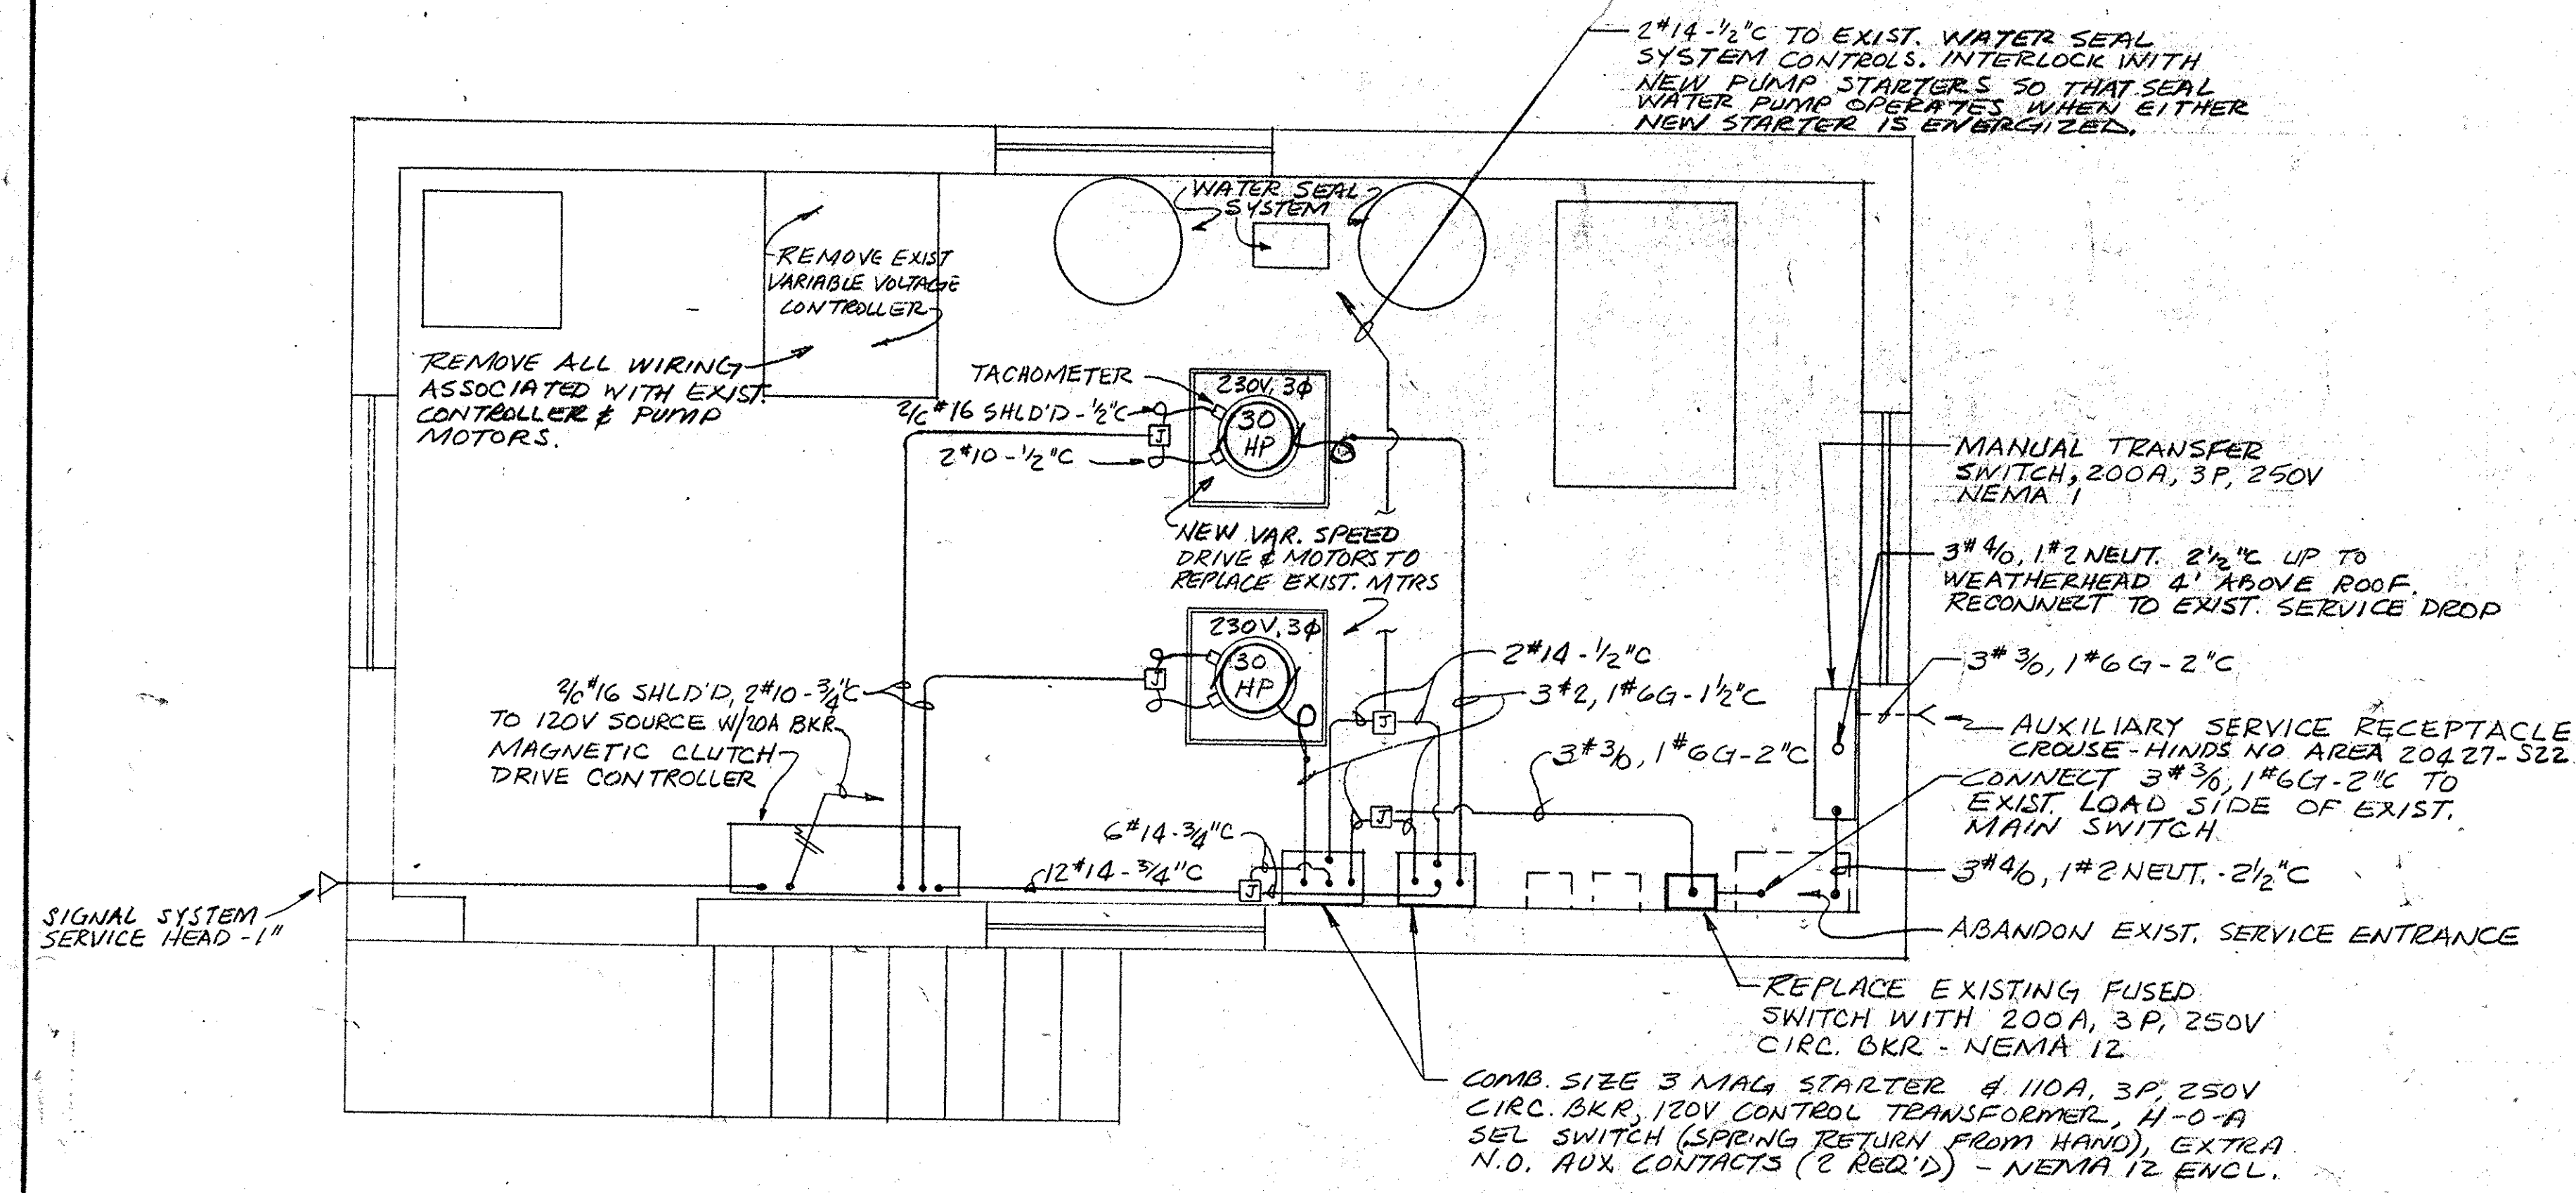 2#14-1/2"C TO EXIST. WATER SEAL
SYSTEM CONTROLS. INTERLOCK WITH
NEW PUMP STARTERS SO THAT SEAL
WATER PUMP OPERATES WHEN EITHER
NEW STARTER IS ENERGIZED.
WATER SEAL
SYSTEM
REMOVE EXIST
VARIABLE VOLTAGE
CONTROLLER
REMOVE ALL WIRING
ASSOCIATED WITH EXIST.
CONTROLLER & PUMP
MOTORS.
TACHOMETER
2/C #16 SHLD'D-1/2"C
J
2#10-1/2"C
230V, 3φ
30
HP
NEW VAR. SPEED
DRIVE & MOTORS TO
REPLACE EXIST. MTRS
230V, 3φ
30
HP
J
MANUAL TRANSFER
SWITCH, 200A, 3P, 250V
NEMA 1
3#4/0, 1#2 NEUT. 2 1/2"C UP TO
WEATHERHEAD 4' ABOVE ROOF.
RECONNECT TO EXIST. SERVICE DROP
3#3/0, 1#6G-2"C
AUXILIARY SERVICE RECEPTACLE
CROUSE-HINDS NO AREA 20427-S22
CONNECT 3#3/0, 1#6G-2"C TO
EXIST. LOAD SIDE OF EXIST.
MAIN SWITCH
3#4/0, 1#2 NEUT.-2 1/2"C
ABANDON EXIST. SERVICE ENTRANCE
2#14-1/2"C
3#2, 1#6G-1 1/2"C
J
3#3/0, 1#6G-2"C
J
2/C #16 SHLD'D, 2#10-3/4"C
TO 120V SOURCE W/20A BKR
MAGNETIC CLUTCH
DRIVE CONTROLLER
6#14-3/4"C
12#14-3/4"C
J
SIGNAL SYSTEM
SERVICE HEAD-1"
REPLACE EXISTING FUSED
SWITCH WITH 200A, 3P, 250V
CIRC. BKR - NEMA 12
COMB. SIZE 3 MAG STARTER & 110A, 3P, 250V
CIRC. BKR, 120V CONTROL TRANSFORMER, H-O-A
SEL SWITCH (SPRING RETURN FROM HAND), EXTRA
N.O. AUX CONTACTS (2 REQ'D) - NEMA 12 ENCL.